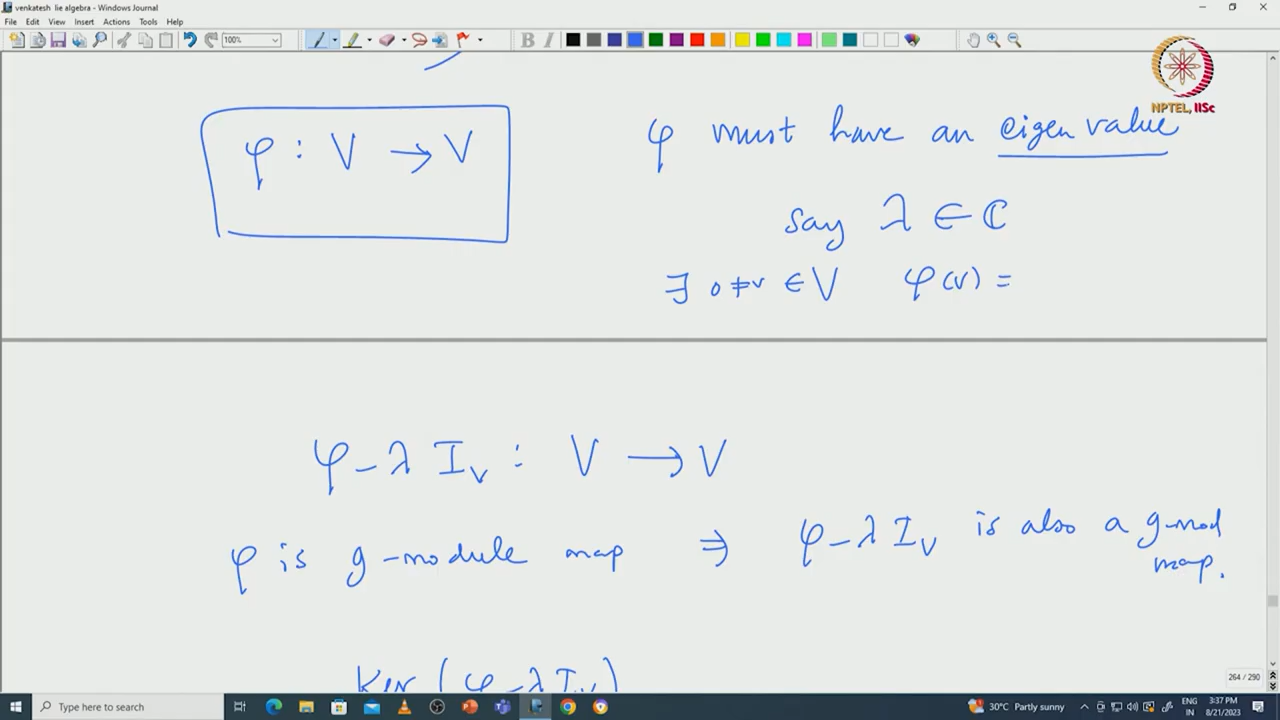 venkatesh lie algebra - Windows Journal
File Edit View Insert Actions Tools Help
100%
NPTEL, IISc
φ : V → V
φ must have an eigen value
say λ ∈ ℂ
∃ 0 ≠ v ∈ V φ(v) =
φ - λ I_V : V → V
φ is g-module map ⇒ φ - λ I_V is also a g-mod
map.
Ker (φ - λ I_V)
264 / 290
Type here to search
30°C Partly sunny
ENG
IN
3:37 PM
8/21/2023